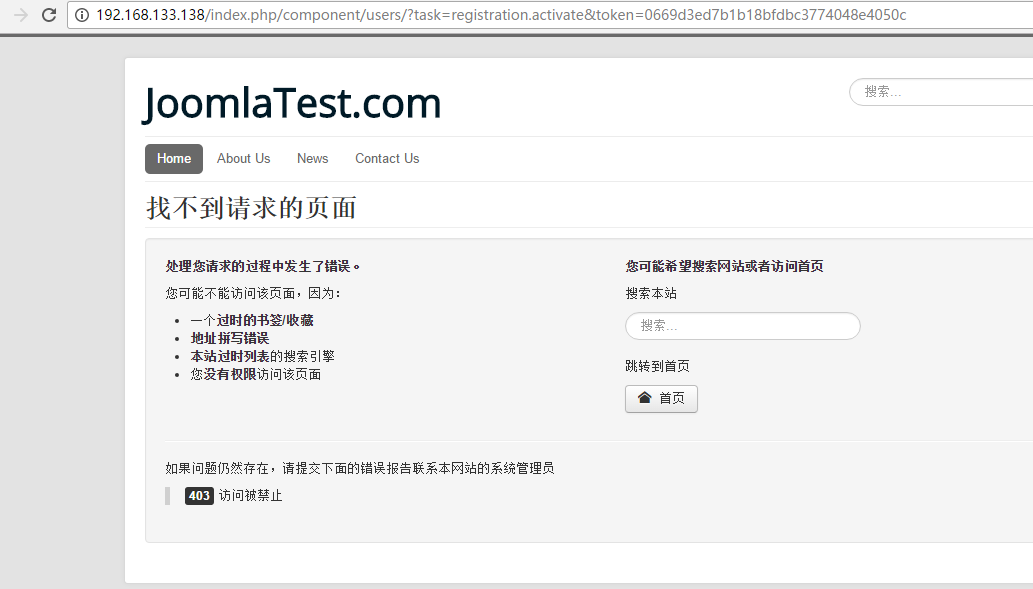 192.168.133.138/index.php/component/users/?task=registration.activate&token=0669d3ed7b1b18bfdbc3774048e4050c
JoomlaTest.com
搜索...
Home About Us News Contact Us
找不到请求的页面
处理您请求的过程中发生了错误。
您可能不能访问该页面，因为：
一个过时的书签/收藏
地址拼写错误
本站过时列表的搜索引擎
您没有权限访问该页面
您可能希望搜索网站或者访问首页
搜索本站
搜索...
跳转到首页
首页
如果问题仍然存在，请提交下面的错误报告联系本网站的系统管理员
403 访问被禁止